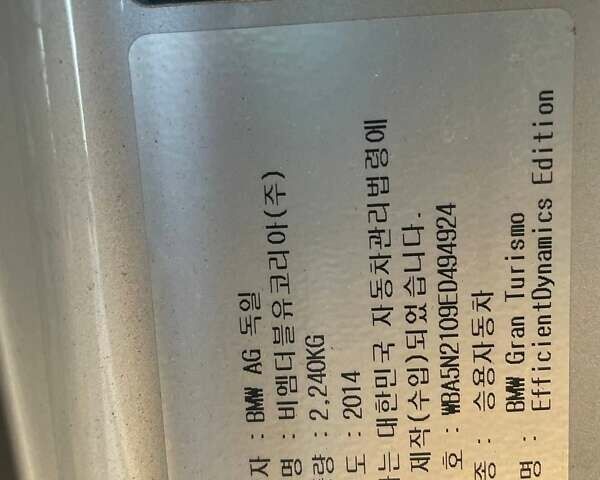 자 : BMW AG 독일
명 : 비엠더블유코리아(주)
량 : 2,240KG
도 : 2014
는 대한민국 자동차관리법령에
제작(수입)되었습니다.
호 : WBA5N2109ED494924
종 : 승용자동차
명 : BMW Gran Turismo
EfficientDynamics Edition